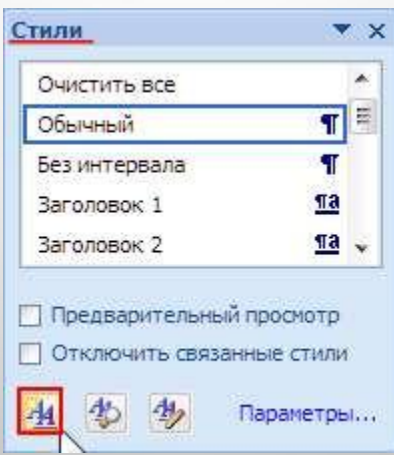 Стили
Очистить все
Обычный ¶
Без интервала ¶
Заголовок 1 ¶a
Заголовок 2 ¶a
Предварительный просмотр
Отключить связанные стили
Параметры...